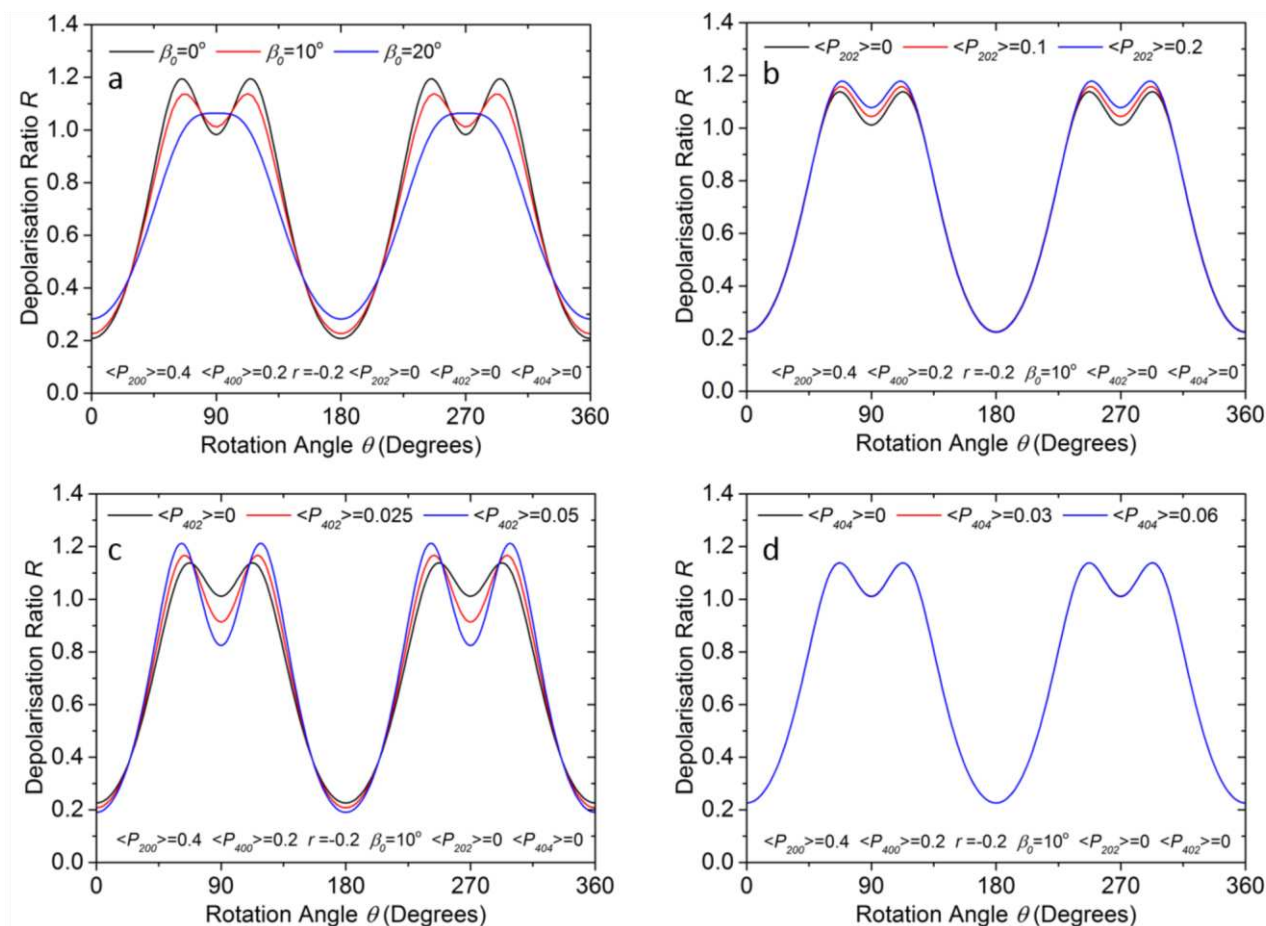 a
β₀=0° β₀=10° β₀=20°
Depolarisation Ratio R
1.4
1.2
1.0
0.8
0.6
0.4
0.2
0.0
<P₂₀₀>=0.4 <P₄₀₀>=0.2 r=-0.2 <P₂₀₂>=0 <P₄₀₂>=0 <P₄₀₄>=0
0 90 180 270 360
Rotation Angle θ (Degrees)
b
<P₂₀₂>=0 <P₂₀₂>=0.1 <P₂₀₂>=0.2
Depolarisation Ratio R
1.4
1.2
1.0
0.8
0.6
0.4
0.2
0.0
<P₂₀₀>=0.4 <P₄₀₀>=0.2 r=-0.2 β₀=10° <P₄₀₂>=0 <P₄₀₄>=0
0 90 180 270 360
Rotation Angle θ (Degrees)
c
<P₄₀₂>=0 <P₄₀₂>=0.025 <P₄₀₂>=0.05
Depolarisation Ratio R
1.4
1.2
1.0
0.8
0.6
0.4
0.2
0.0
<P₂₀₀>=0.4 <P₄₀₀>=0.2 r=-0.2 β₀=10° <P₂₀₂>=0 <P₄₀₄>=0
0 90 180 270 360
Rotation Angle θ (Degrees)
d
<P₄₀₄>=0 <P₄₀₄>=0.03 <P₄₀₄>=0.06
Depolarisation Ratio R
1.4
1.2
1.0
0.8
0.6
0.4
0.2
0.0
<P₂₀₀>=0.4 <P₄₀₀>=0.2 r=-0.2 β₀=10° <P₂₀₂>=0 <P₄₀₂>=0
0 90 180 270 360
Rotation Angle θ (Degrees)